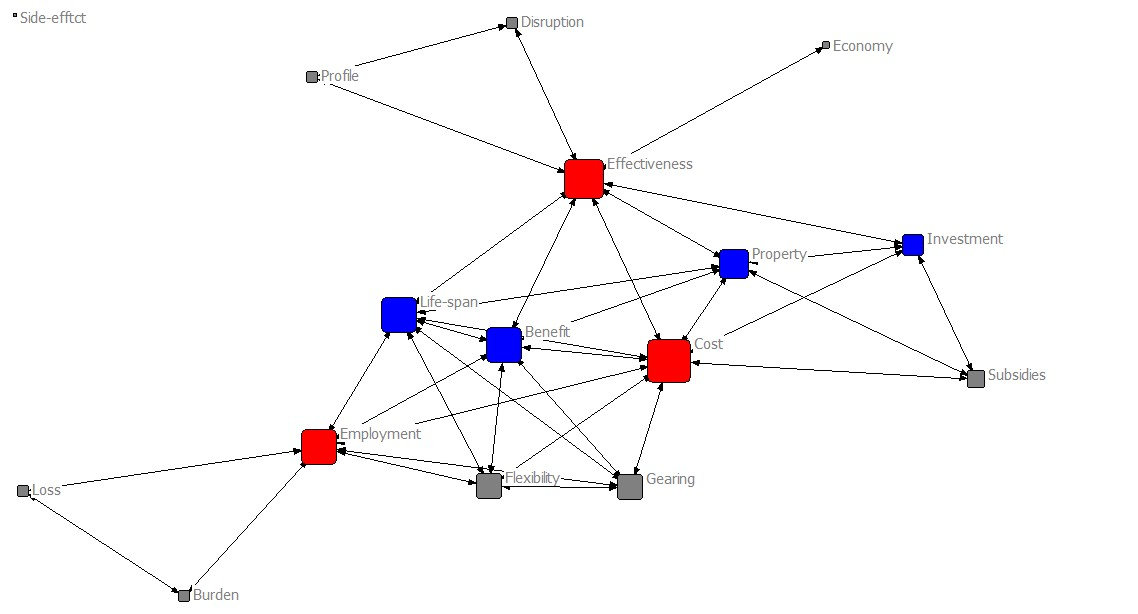 Side-efftct
Disruption
Economy
Profile
Effectiveness
Investment
Property
Life-span
Benefit
Cost
Subsidies
Employment
Flexibility
Gearing
Loss
Burden